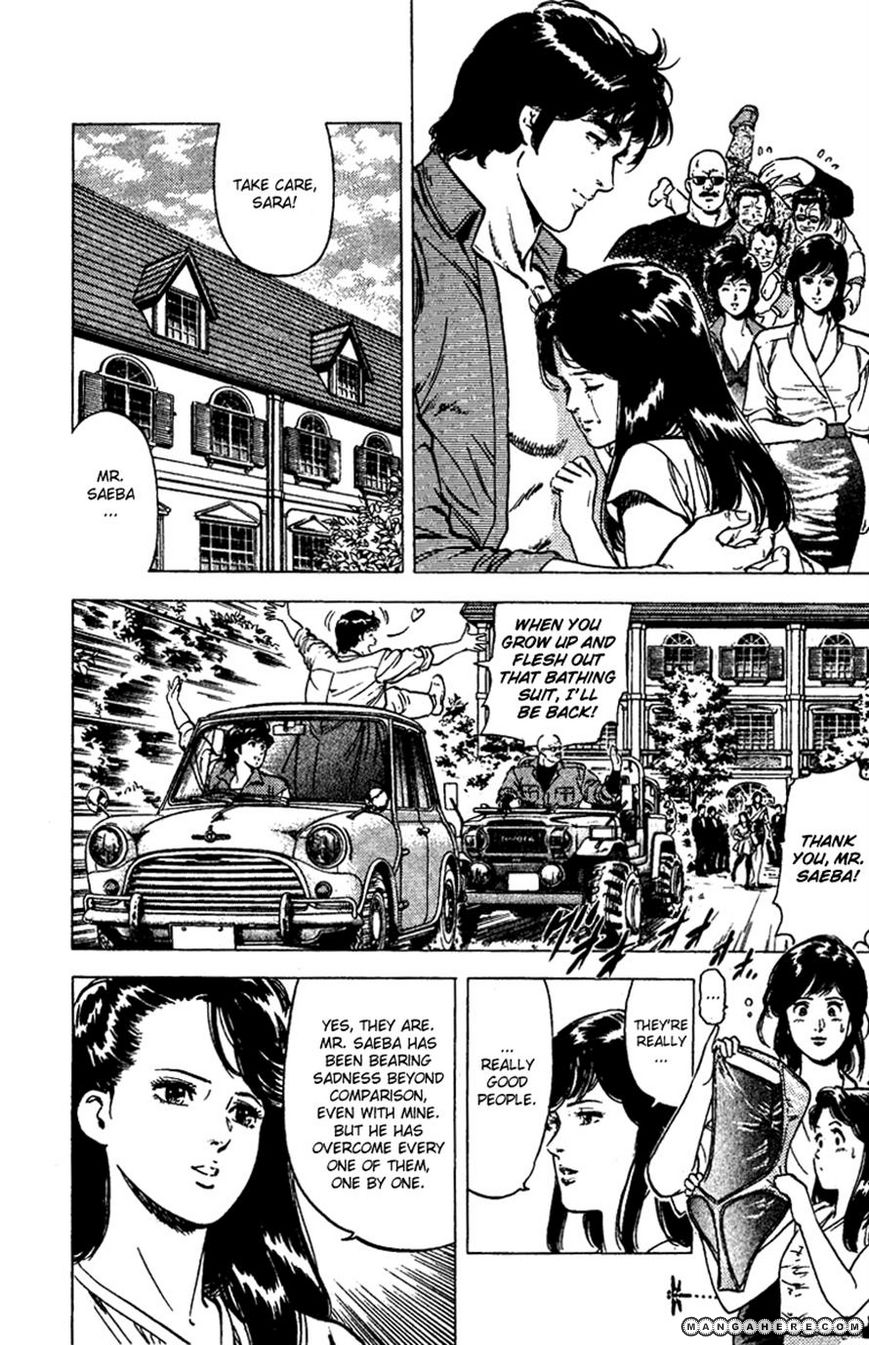 TAKE CARE,
SARA!
MR.
SAEBA
...
WHEN YOU
GROW UP AND
FLESH OUT
THAT BATHING
SUIT, I'LL
BE BACK!
TOYOTA
THANK
YOU, MR.
SAEBA!
...
THEY'RE
REALLY
...
...
REALLY
GOOD
PEOPLE.
YES, THEY ARE.
MR. SAEBA HAS
BEEN BEARING
SADNESS BEYOND
COMPARISON,
EVEN WITH MINE.
BUT HE HAS
OVERCOME EVERY
ONE OF THEM,
ONE BY ONE.
MANGAHERE.COM